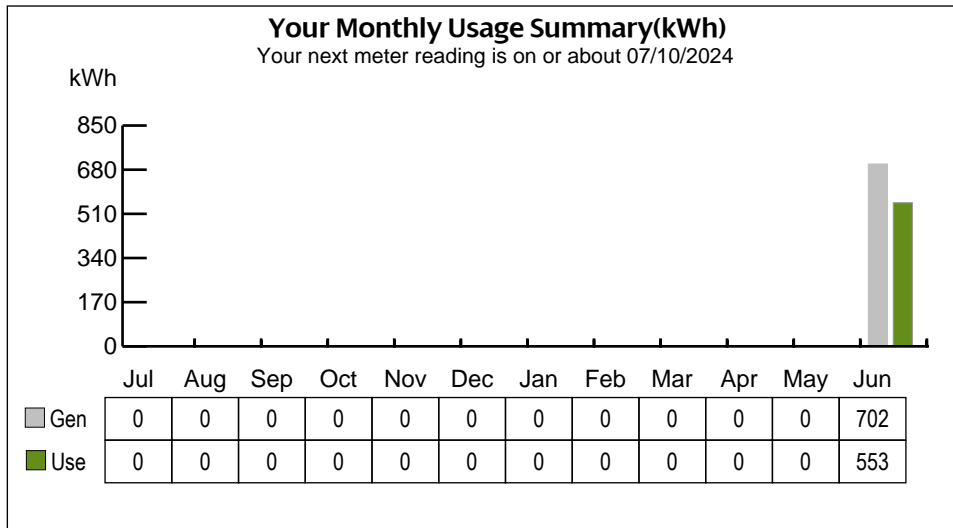 Your Monthly Usage Summary(kWh)
Your next meter reading is on or about 07/10/2024
kWh
850
680
510
340
170
0
Jul Aug Sep Oct Nov Dec Jan Feb Mar Apr May Jun
Gen 0 0 0 0 0 0 0 0 0 0 0 702
Use 0 0 0 0 0 0 0 0 0 0 0 553